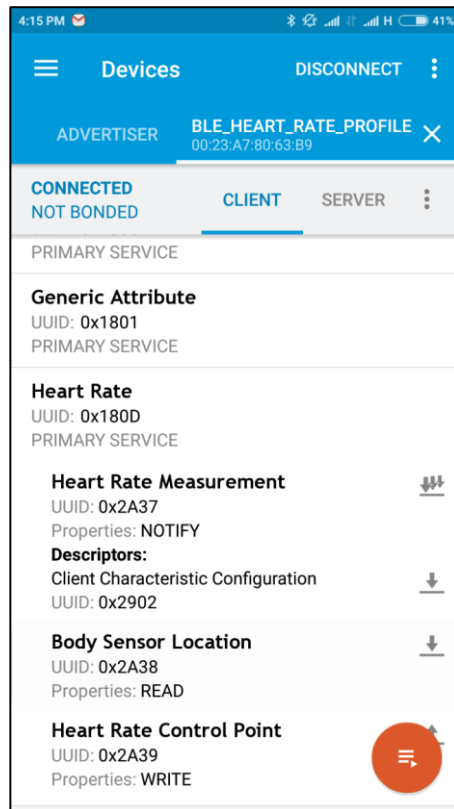 4:15 PM H 41%
Devices DISCONNECT
ADVERTISER BLE_HEART_RATE_PROFILE
00:23:A7:80:63:B9
CONNECTED
NOT BONDED
CLIENT SERVER
PRIMARY SERVICE
Generic Attribute
UUID: 0x1801
PRIMARY SERVICE
Heart Rate
UUID: 0x180D
PRIMARY SERVICE
Heart Rate Measurement
UUID: 0x2A37
Properties: NOTIFY
Descriptors:
Client Characteristic Configuration
UUID: 0x2902
Body Sensor Location
UUID: 0x2A38
Properties: READ
Heart Rate Control Point
UUID: 0x2A39
Properties: WRITE